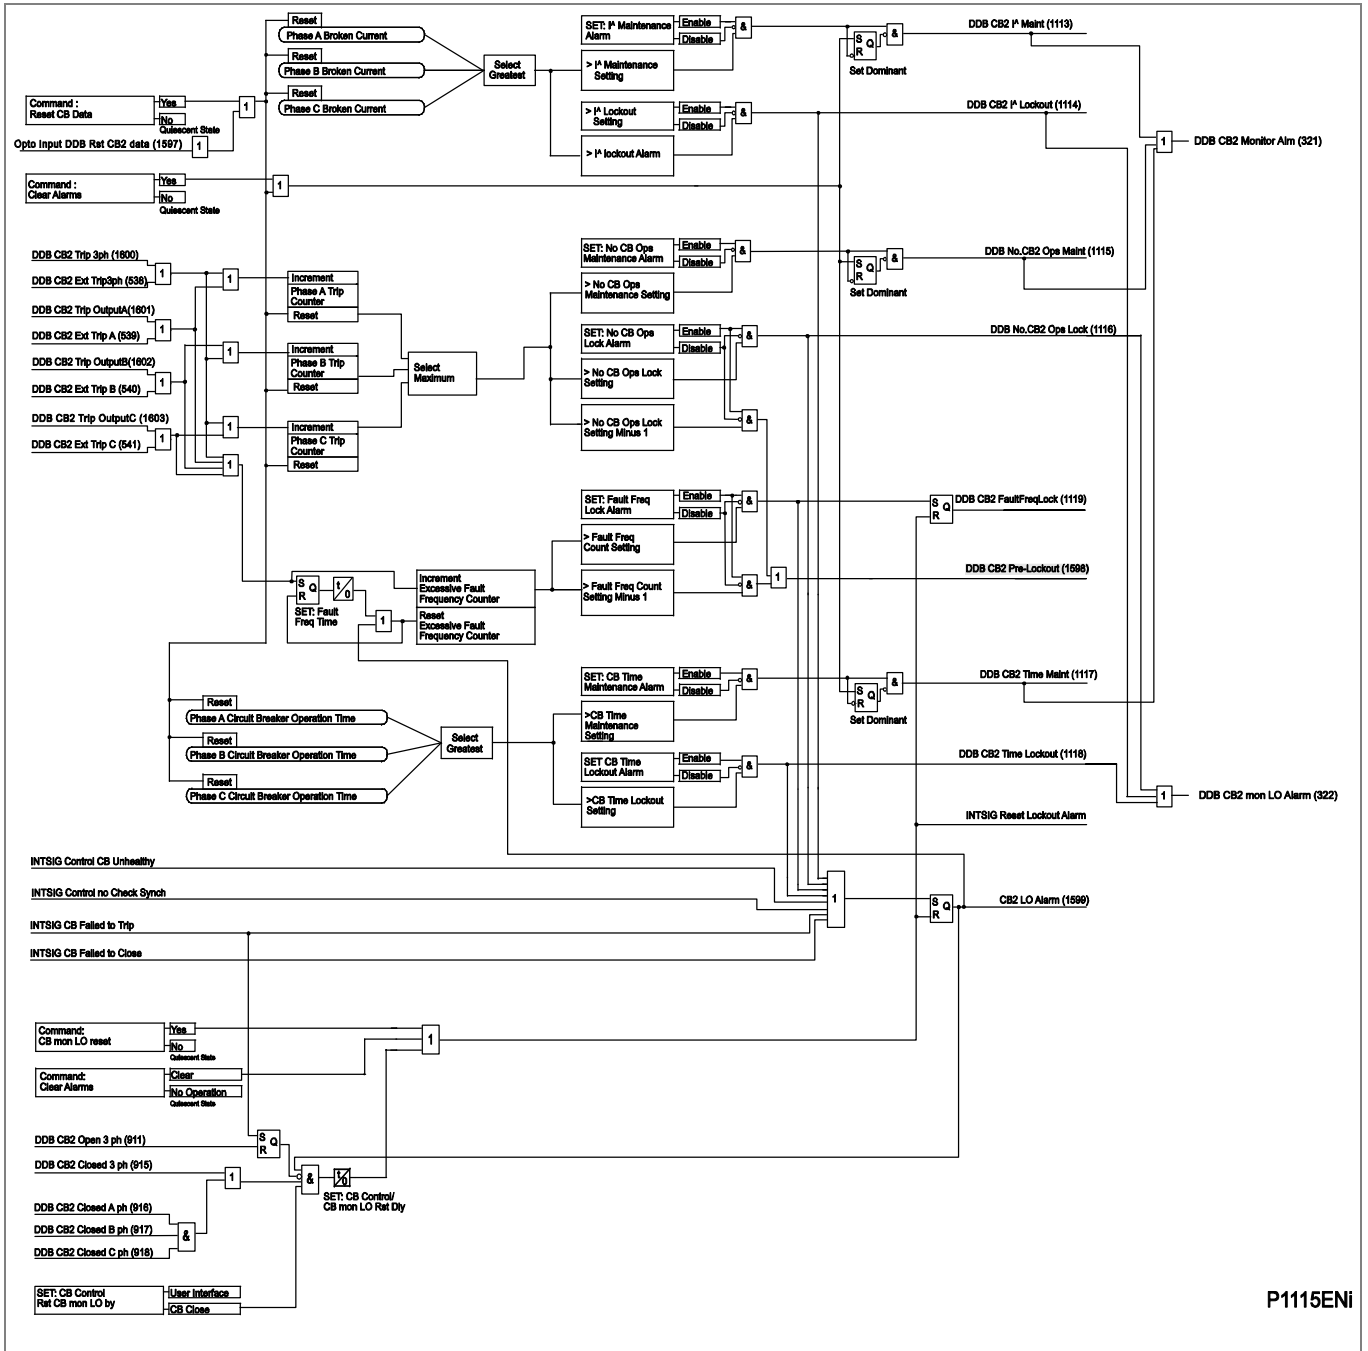 Reset
Phase A Broken Current
Reset
Phase B Broken Current
Reset
Phase C Broken Current
Select
Greatest
SET: I^ Maintenance
Alarm
Enable
Disable
&
> I^ Maintenance
Setting
> I^ Lockout
Setting
Enable
Disable
&
> I^ lockout Alarm
S Q
R
Set Dominant
&
DDB CB2 I^ Maint (1113)
DDB CB2 I^ Lockout (1114)
1
DDB CB2 Monitor Alm (321)
Command :
Reset CB Data
Yes
No
Quiescent State
1
Opto Input DDB Rst CB2 data (1597)
1
Command :
Clear Alarms
Yes
No
Quiescent State
1
DDB CB2 Trip 3ph (1600)
DDB CB2 Ext Trip3ph (538)
1
DDB CB2 Trip OutputA(1601)
DDB CB2 Ext Trip A (539)
1
DDB CB2 Trip OutputB(1602)
DDB CB2 Ext Trip B (540)
1
DDB CB2 Trip OutputC (1603)
DDB CB2 Ext Trip C (541)
1
1
1
1
1
Increment
Phase A Trip
Counter
Reset
Increment
Phase B Trip
Counter
Reset
Increment
Phase C Trip
Counter
Reset
Select
Maximum
SET: No CB Ops
Maintenance Alarm
Enable
Disable
&
> No CB Ops
Maintenance Setting
SET: No CB Ops
Lock Alarm
Enable
Disable
&
> No CB Ops Lock
Setting
> No CB Ops Lock
Setting Minus 1
&
S Q
R
Set Dominant
&
DDB No.CB2 Ops Maint (1115)
DDB No.CB2 Ops Lock (1116)
SET: Fault Freq
Lock Alarm
Enable
Disable
&
> Fault Freq
Count Setting
> Fault Freq Count
Setting Minus 1
&
1
S Q
R
DDB CB2 FaultFreqLock (1119)
DDB CB2 Pre-Lockout (1598)
S Q
R
t
0
SET: Fault
Freq Time
1
Increment
Excessive Fault
Frequency Counter
Reset
Excessive Fault
Frequency Counter
Reset
Phase A Circuit Breaker Operation Time
Reset
Phase B Circuit Breaker Operation Time
Reset
Phase C Circuit Breaker Operation Time
Select
Greatest
SET: CB Time
Maintenance Alarm
Enable
Disable
&
>CB Time
Maintenance
Setting
SET CB Time
Lockout Alarm
Enable
Disable
&
>CB Time Lockout
Setting
S Q
R
Set Dominant
&
DDB CB2 Time Maint (1117)
DDB CB2 Time Lockout (1118)
1
DDB CB2 mon LO Alarm (322)
INTSIG Reset Lockout Alarm
INTSIG Control CB Unhealthy
INTSIG Control no Check Synch
INTSIG CB Failed to Trip
INTSIG CB Failed to Close
1
S Q
R
CB2 LO Alarm (1599)
Command:
CB mon LO reset
Yes
No
Quiescent State
Command:
Clear Alarms
Clear
No Operation
Quiescent State
1
DDB CB2 Open 3 ph (911)
S Q
R
DDB CB2 Closed 3 ph (915)
1
&
t
0
SET: CB Control/
CB mon LO Rst Dly
DDB CB2 Closed A ph (916)
DDB CB2 Closed B ph (917)
DDB CB2 Closed C ph (918)
&
SET: CB Control
Rst CB mon LO by
User Interface
CB Close
P1115ENi